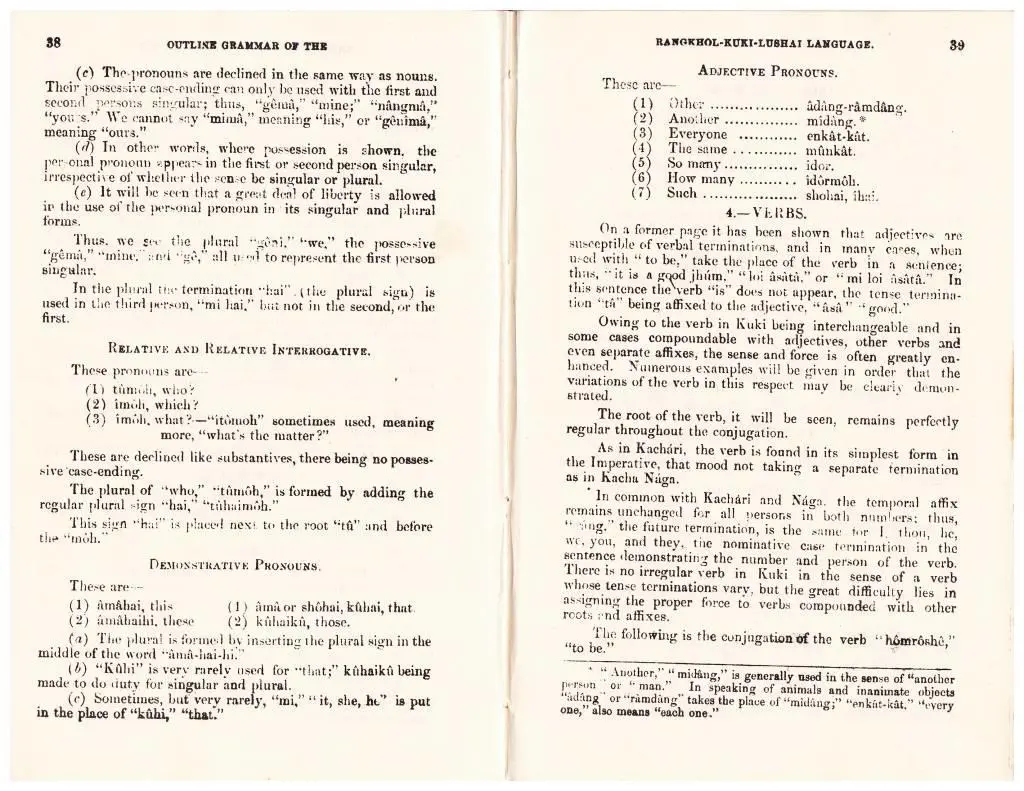 38
OUTLINE GRAMMAR OF THE
(c) The pronouns are declined in the same way as nouns.
Their possessive case-ending can only be used with the first and
second persons singular; thus, “gêmâ,” “mine;” “nângmâ,”
“yours.” We cannot say “mimâ,” meaning “his,” or “gênimâ,”
meaning “ours.”
(d) In other words, where possession is shown, the
personal pronoun appears in the first or second person singular,
irrespective of whether the sense be singular or plural.
(e) It will be seen that a great deal of liberty is allowed
in the use of the personal pronoun in its singular and plural
forms.
Thus, we see the plural “gêni,” “we,” the possessive
“gêmâ,” “mine,” and “gê,” all used to represent the first person
singular.
In the plural the termination “hai” (the plural sign) is
used in the third person, “mi hai,” but not in the second, or the
first.
RELATIVE AND RELATIVE INTERROGATIVE.
These pronouns are—
(1) tûmôh, who?
(2) imôh, which?
(3) imôh, what?—“itûmoh” sometimes used, meaning
more, “what's the matter?”
These are declined like substantives, there being no posses-
sive case-ending.
The plural of “who,” “tûmôh,” is formed by adding the
regular plural sign “hai,” “tûhaimôh.”
This sign “hai” is placed next to the root “tû” and before
the “môh.”
DEMONSTRATIVE PRONOUNS.
These are—
(1) âmâhai, this (1) âmâ or shôhai, kûhai, that.
(2) âmâhaihi, these (2) kûhaikû, those.
(a) The plural is formed by inserting the plural sign in the
middle of the word “âmâ-hai-hi.”
(b) “Kûhi” is very rarely used for “that;” kûhaikû being
made to do duty for singular and plural.
(c) Sometimes, but very rarely, “mi,” “it, she, he” is put
in the place of “kûhi,” “that.”
RANGKHOL-KUKI-LUSHAI LANGUAGE.
39
ADJECTIVE PRONOUNS.
These are—
(1) Other .................. âdâng-râmdâng.
(2) Another ............... midâng.*
(3) Everyone ............ enkât-kât.
(4) The same ............ mûnkât.
(5) So many ............... idor.
(6) How many ........... idôrmôh.
(7) Such ................... shohai, ihai.
4.—VERBS.
On a former page it has been shown that adjectives are
susceptible of verbal terminations, and in many cases, when
used with “to be,” take the place of the verb in a sentence;
thus, “it is a good jhúm,” “loi âsâtâ,” or “mi loi âsâtâ.” In
this sentence the verb “is” does not appear, the tense termina-
tion “tâ” being affixed to the adjective, “âsâ” “good.”
Owing to the verb in Kuki being interchangeable and in
some cases compoundable with adjectives, other verbs and
even separate affixes, the sense and force is often greatly en-
hanced. Numerous examples will be given in order that the
variations of the verb in this respect may be clearly demon-
strated.
The root of the verb, it will be seen, remains perfectly
regular throughout the conjugation.
As in Kachári, the verb is found in its simplest form in
the Imperative, that mood not taking a separate termination
as in Kacha Nága.
In common with Kachári and Nága, the temporal affix
remains unchanged for all persons in both numbers; thus,
the future termination, is the same for I, thou, he,
we, you, and they, the nominative case termination in the
sentence demonstrating the number and person of the verb.
There is no irregular verb in Kuki in the sense of a verb
whose tense terminations vary, but the great difficulty lies in
assigning the proper force to verbs compounded with other
roots and affixes.
The following is the conjugation of the verb “hômrôshê,”
“to be.”
* “Another,” “midâng,” is generally used in the sense of “another
person” or “man.” In speaking of animals and inanimate objects
“âdâng” or “râmdâng” takes the place of “midâng;” “enkât-kât,” “every
one,” also means “each one.”